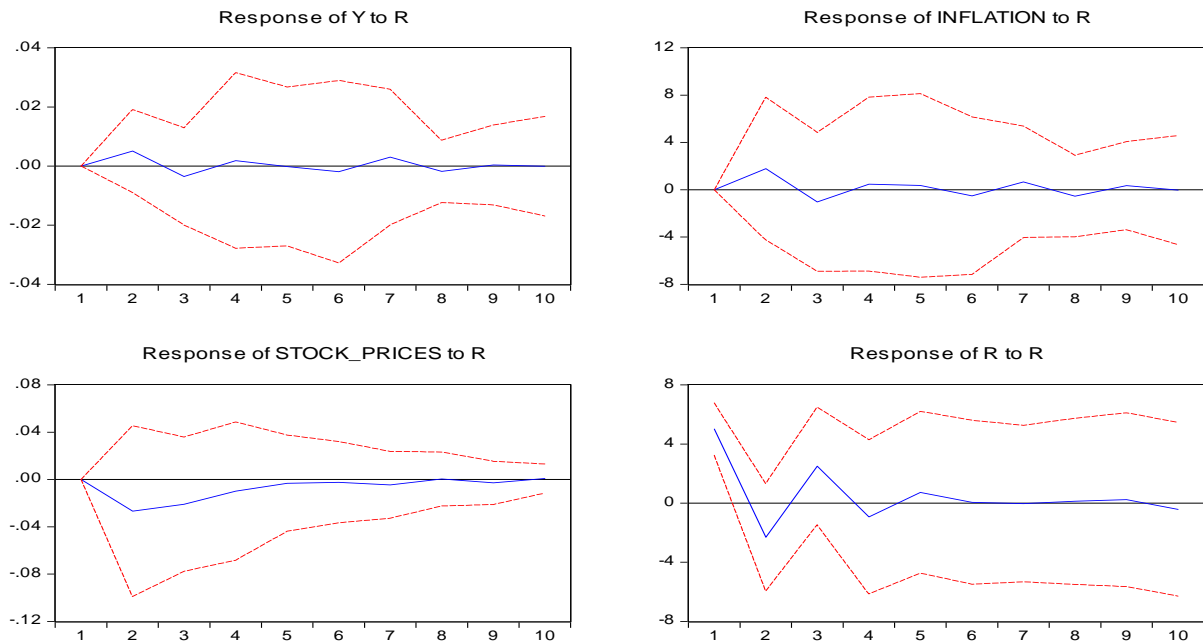 Response of Y to R
.04
.02
.00
-.02
-.04
1 2 3 4 5 6 7 8 9 10
Response of INFLATION to R
12
8
4
0
-4
-8
1 2 3 4 5 6 7 8 9 10
Response of STOCK_PRICES to R
.08
.04
.00
-.04
-.08
-.12
1 2 3 4 5 6 7 8 9 10
Response of R to R
8
4
0
-4
-8
1 2 3 4 5 6 7 8 9 10